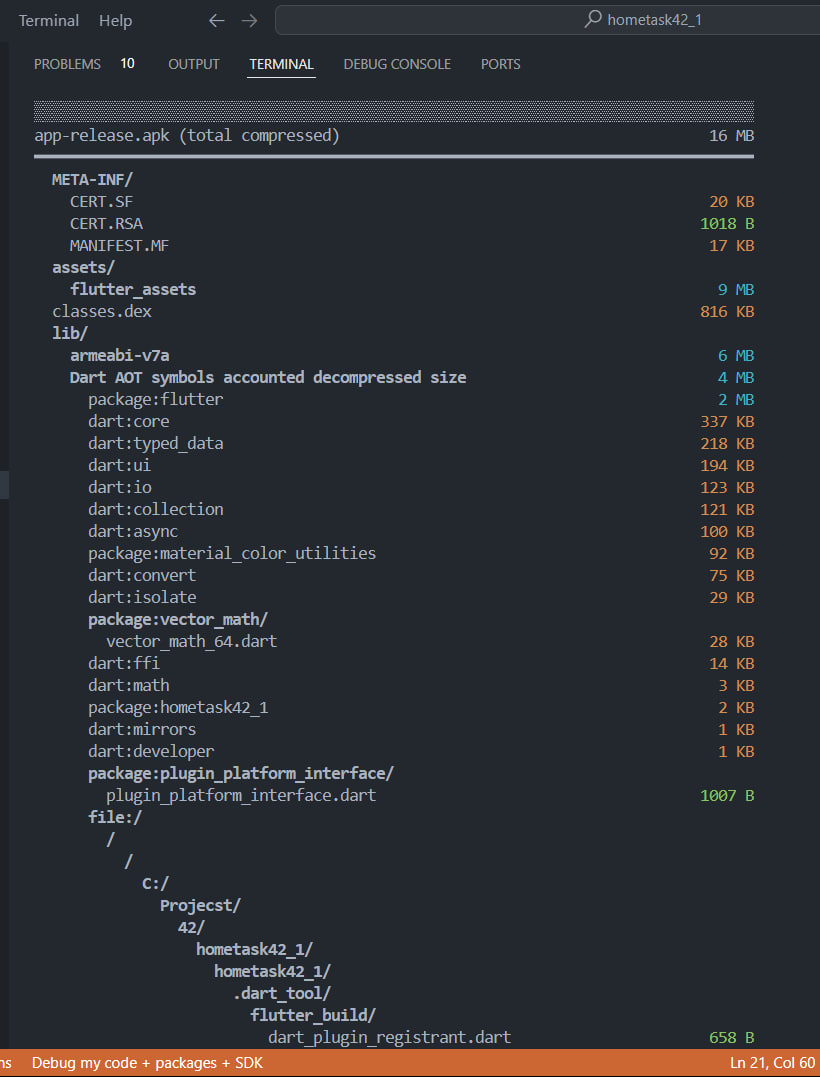 Terminal Help ← → hometask42_1
PROBLEMS 10 OUTPUT TERMINAL DEBUG CONSOLE PORTS
app-release.apk (total compressed) 16 MB
META-INF/
CERT.SF 20 KB
CERT.RSA 1018 B
MANIFEST.MF 17 KB
assets/
flutter_assets 9 MB
classes.dex 816 KB
lib/
armeabi-v7a 6 MB
Dart AOT symbols accounted decompressed size 4 MB
package:flutter 2 MB
dart:core 337 KB
dart:typed_data 218 KB
dart:ui 194 KB
dart:io 123 KB
dart:collection 121 KB
dart:async 100 KB
package:material_color_utilities 92 KB
dart:convert 75 KB
dart:isolate 29 KB
package:vector_math/
vector_math_64.dart 28 KB
dart:ffi 14 KB
dart:math 3 KB
package:hometask42_1 2 KB
dart:mirrors 1 KB
dart:developer 1 KB
package:plugin_platform_interface/
plugin_platform_interface.dart 1007 B
file:/
/
/
C:/
Projecst/
42/
hometask42_1/
hometask42_1/
.dart_tool/
flutter_build/
dart_plugin_registrant.dart 658 B
ns Debug my code + packages + SDK Ln 21, Col 60